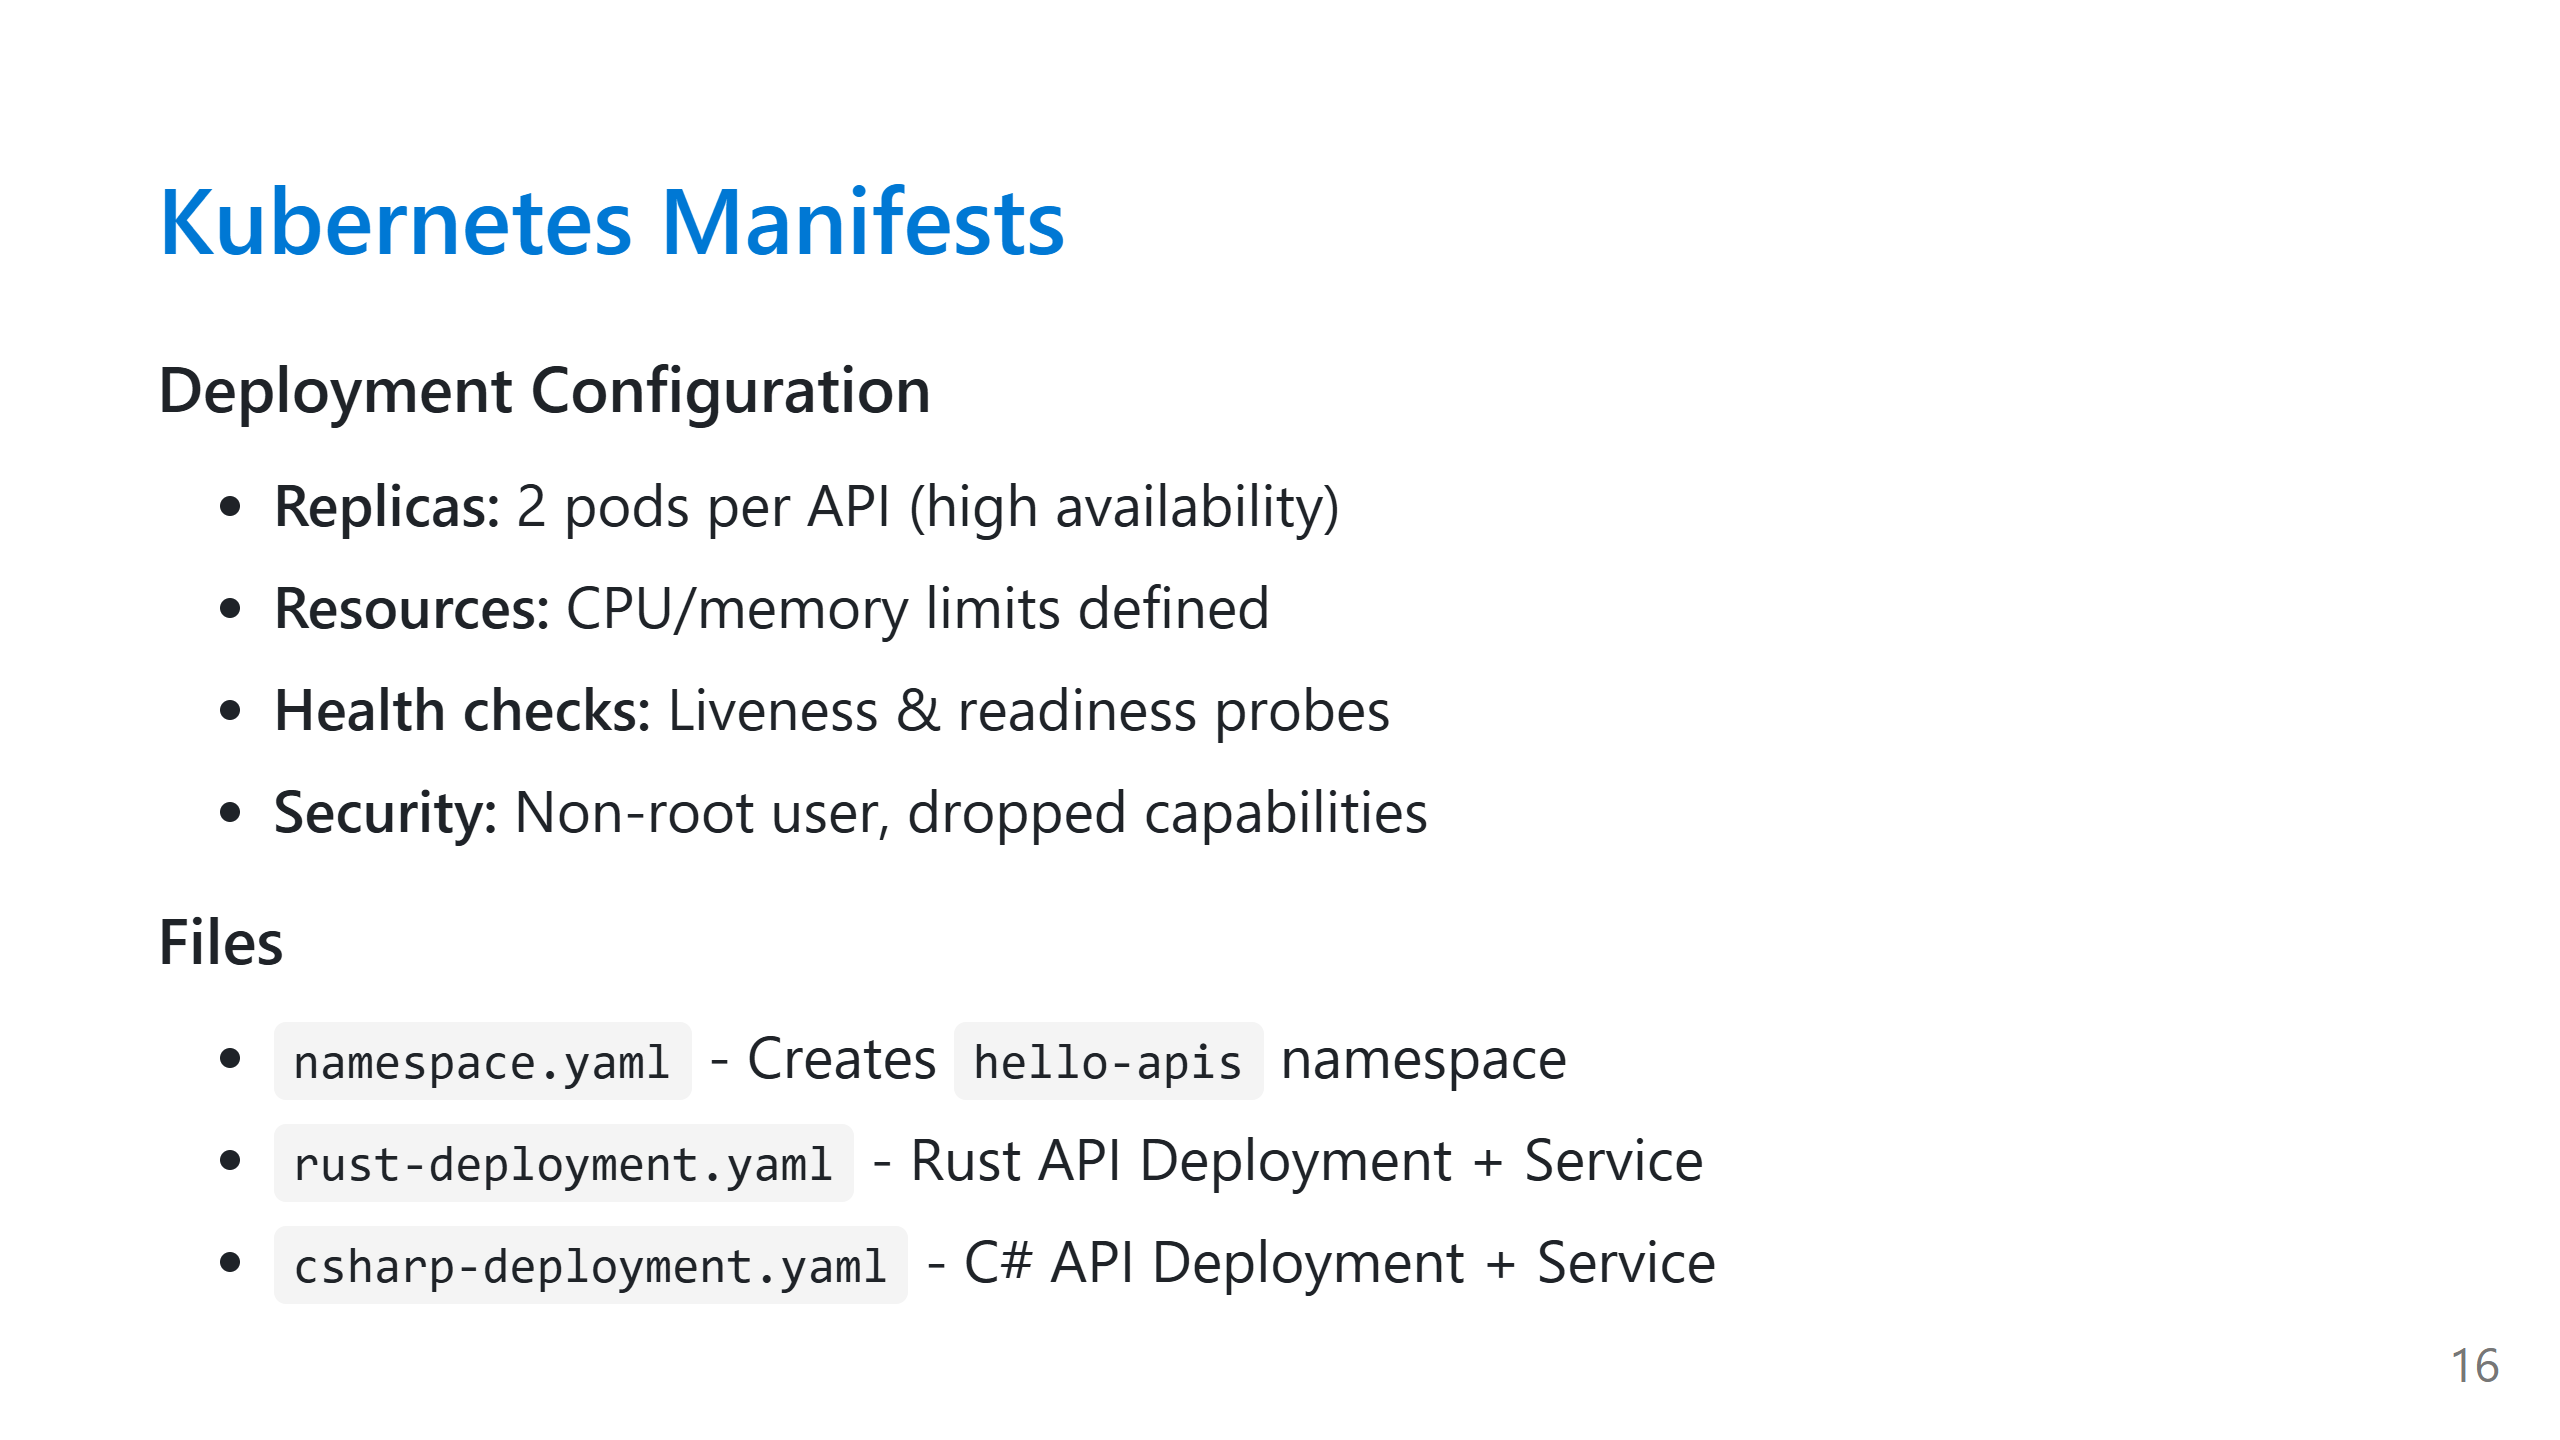 Kubernetes Manifests
Deployment Configuration
Replicas: 2 pods per API (high availability)
Resources: CPU/memory limits defined
Health checks: Liveness & readiness probes
Security: Non-root user, dropped capabilities
Files
namespace.yaml - Creates hello-apis namespace
rust-deployment.yaml - Rust API Deployment + Service
csharp-deployment.yaml - C# API Deployment + Service
16